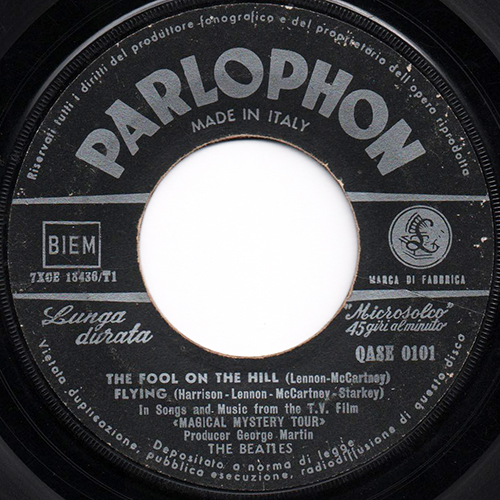 Riservati tutti i diritti del produttore fonografico e del proprietario dell'opera riprodotta
PARLOPHON
MADE IN ITALY
BIEM
7XCE 18436/T1
£
MARCA DI FABBRICA
Lunga durata
"Microsolco"
45 giri al minuto
QASE 0101
THE FOOL ON THE HILL (Lennon-McCartney)
FLYING (Harrison-Lennon-McCartney-Starkey)
In Songs and Music from the T.V. Film
«MAGICAL MYSTERY TOUR»
Producer George Martin
THE BEATLES
Depositato a norma di legge
Vietata duplicazione, pubblica esecuzione, radiodiffusione di questo disco